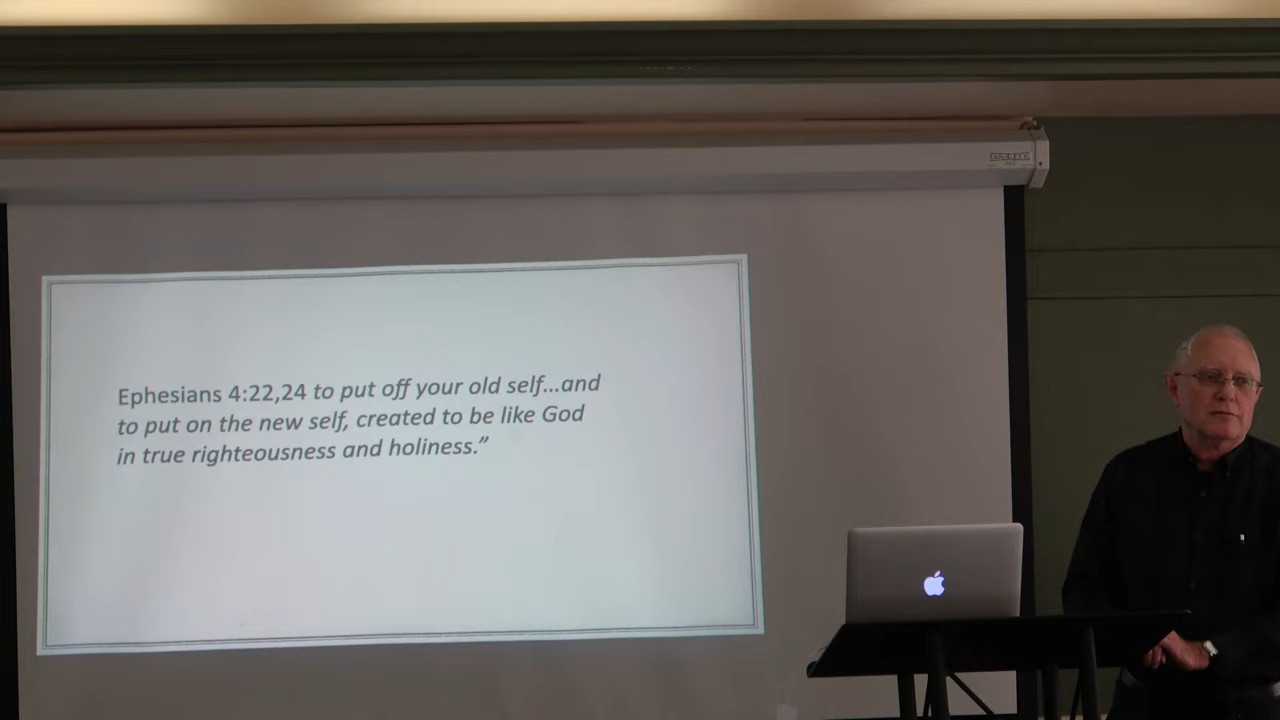 Ephesians 4:22,24 to put off your old self...and
to put on the new self, created to be like God
in true righteousness and holiness.”